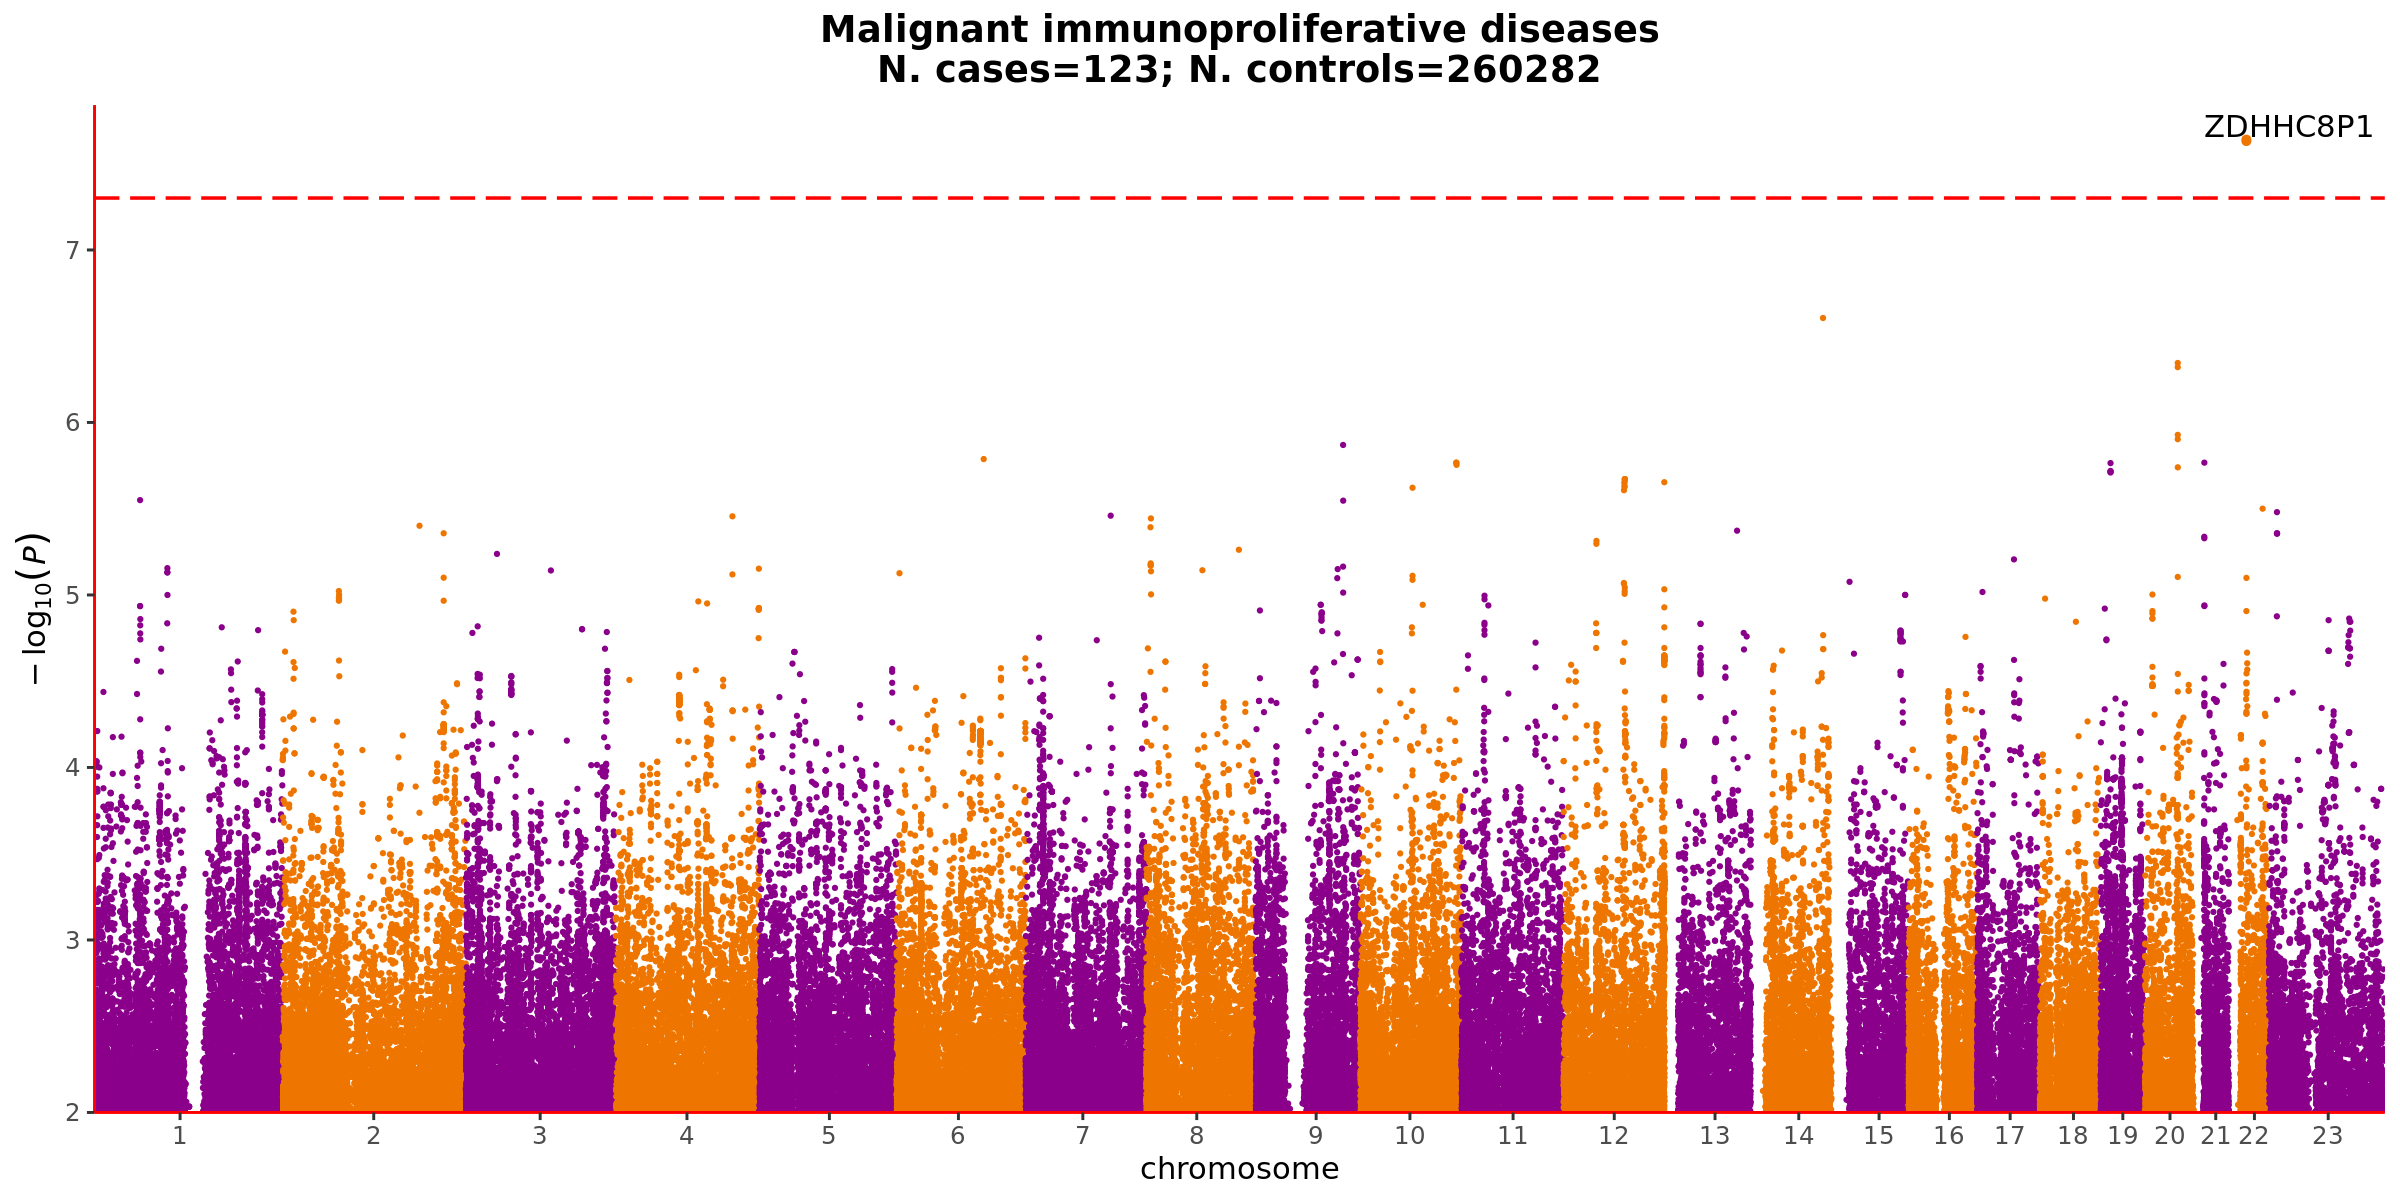 Malignant immunoproliferative diseases
N. cases=123; N. controls=260282
ZDHHC8P1
7
6
5
4
3
2
−log10(P)
1 2 3 4 5 6 7 8 9 10 11 12 13 14 15 16 17 18 19 20 21 22 23
chromosome